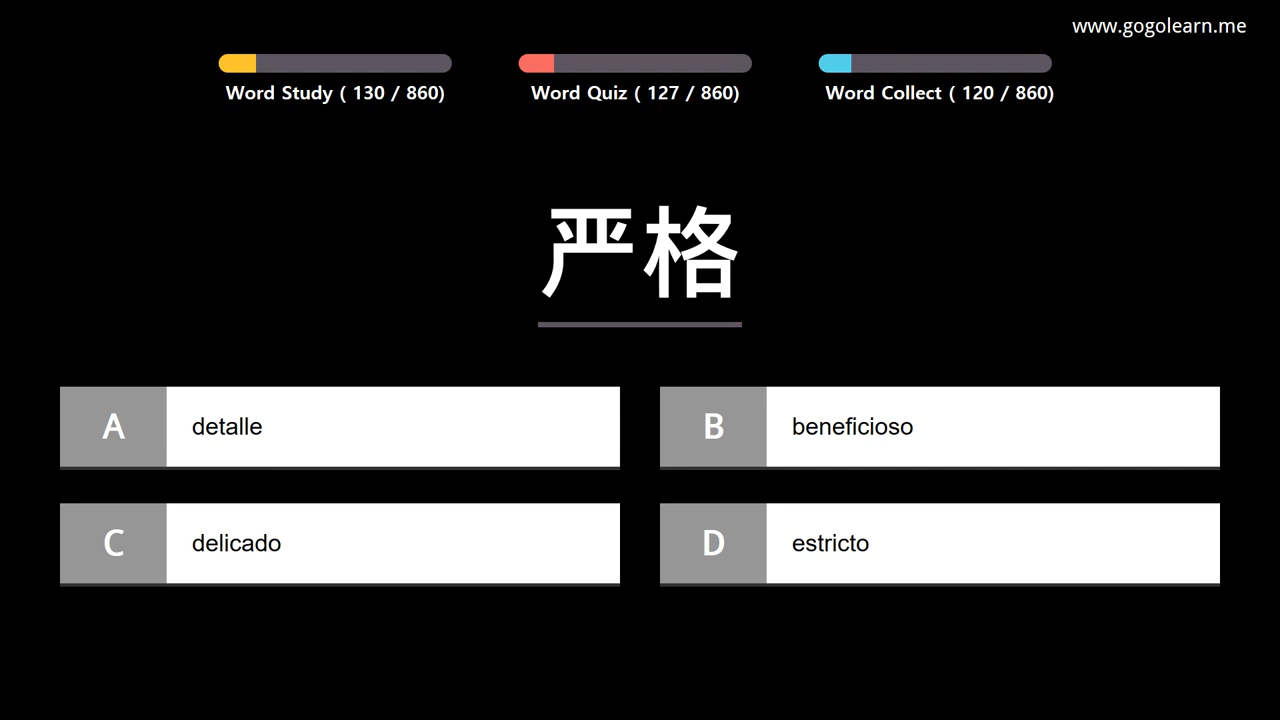 www.gogolearn.me
Word Study ( 130 / 860)
Word Quiz ( 127 / 860)
Word Collect ( 120 / 860)
严格
A detalle
B beneficioso
C delicado
D estricto